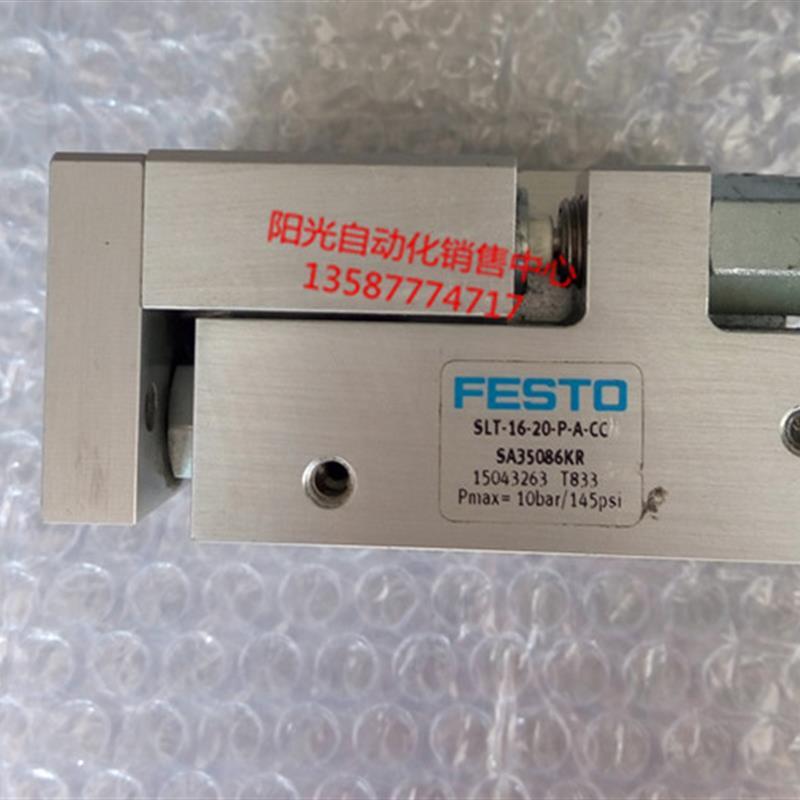 阳光自动化销售中心
13587774717
FESTO
SLT-16-20-P-A-CC
SA35086KR
15043263 T833
Pmax= 10bar/145psi